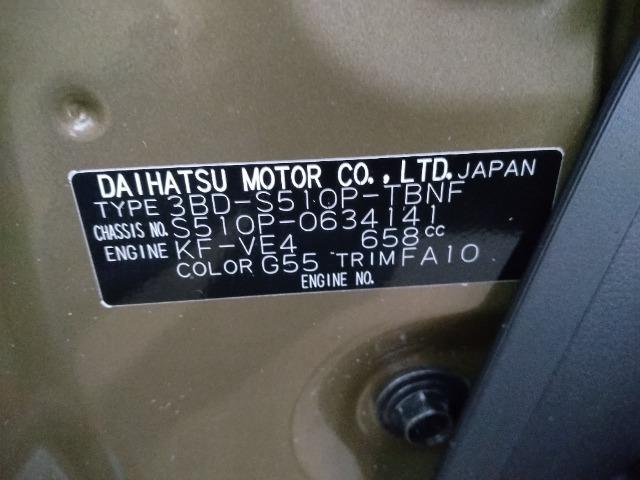 DAIHATSU MOTOR CO.,LTD. JAPAN
TYPE 3BD-S510P-TBNF
CHASSIS NO. S510P-0634141
ENGINE KF-VE4 658cc
COLOR G55 TRIM FA10
ENGINE NO.